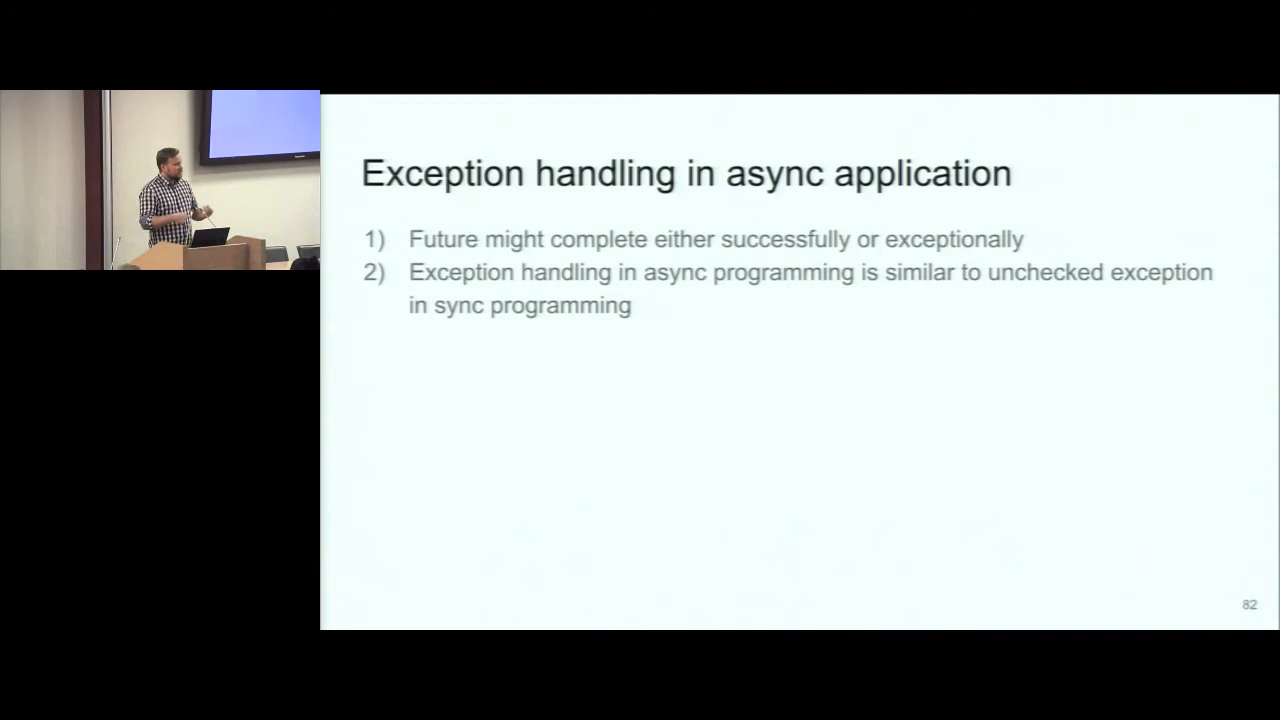 Exception handling in async application
1) Future might complete either successfully or exceptionally
2) Exception handling in async programming is similar to unchecked exception
in sync programming
82